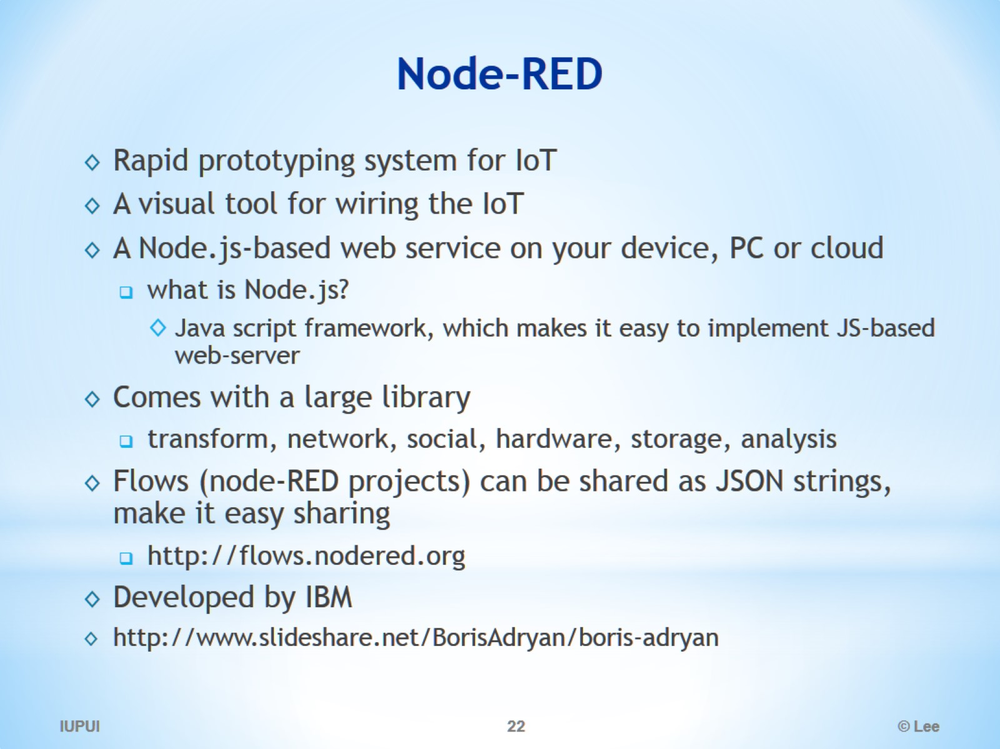 Node-RED
Rapid prototyping system for IoT
A visual tool for wiring the IoT
A Node.js-based web service on your device, PC or cloud
what is Node.js?
Java script framework, which makes it easy to implement JS-based
web-server
Comes with a large library
transform, network, social, hardware, storage, analysis
Flows (node-RED projects) can be shared as JSON strings,
make it easy sharing
http://flows.nodered.org
Developed by IBM
http://www.slideshare.net/BorisAdryan/boris-adryan
IUPUI
22
© Lee